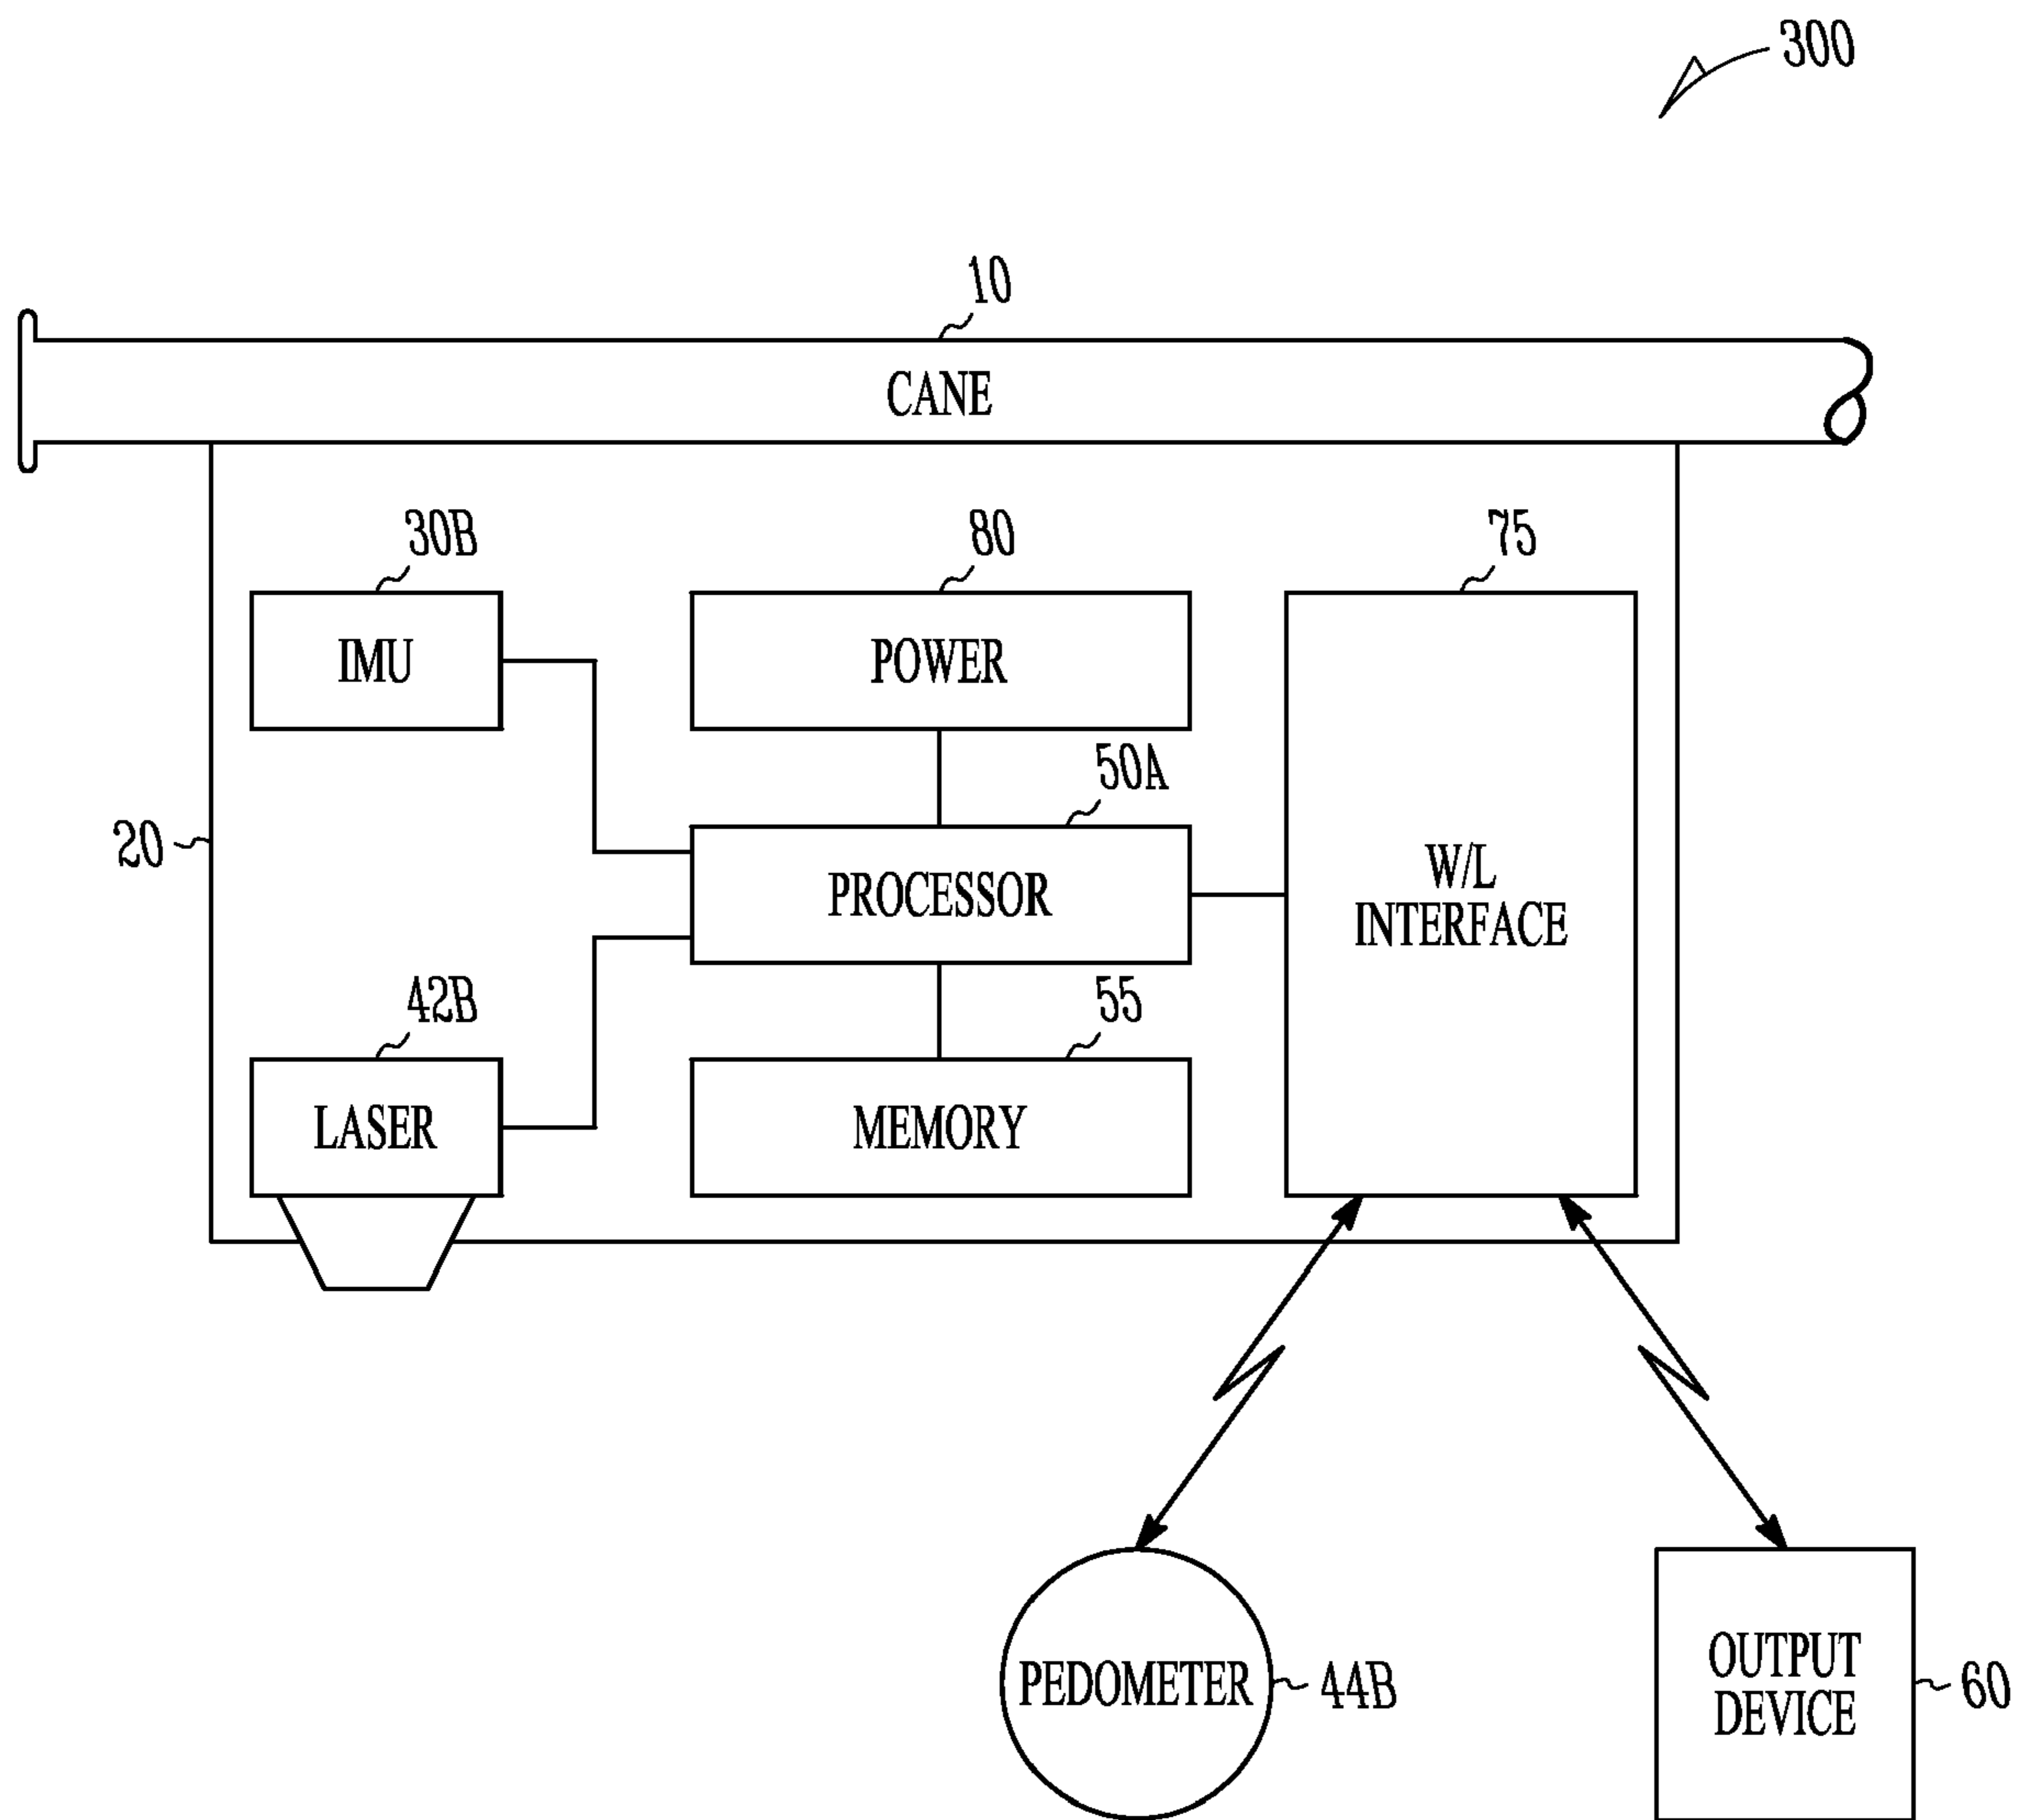 300
10
CANE
30B
80
75
IMU
POWER
50A
20
PROCESSOR
W/L
INTERFACE
42B
55
LASER
MEMORY
PEDOMETER
44B
OUTPUT
DEVICE
60